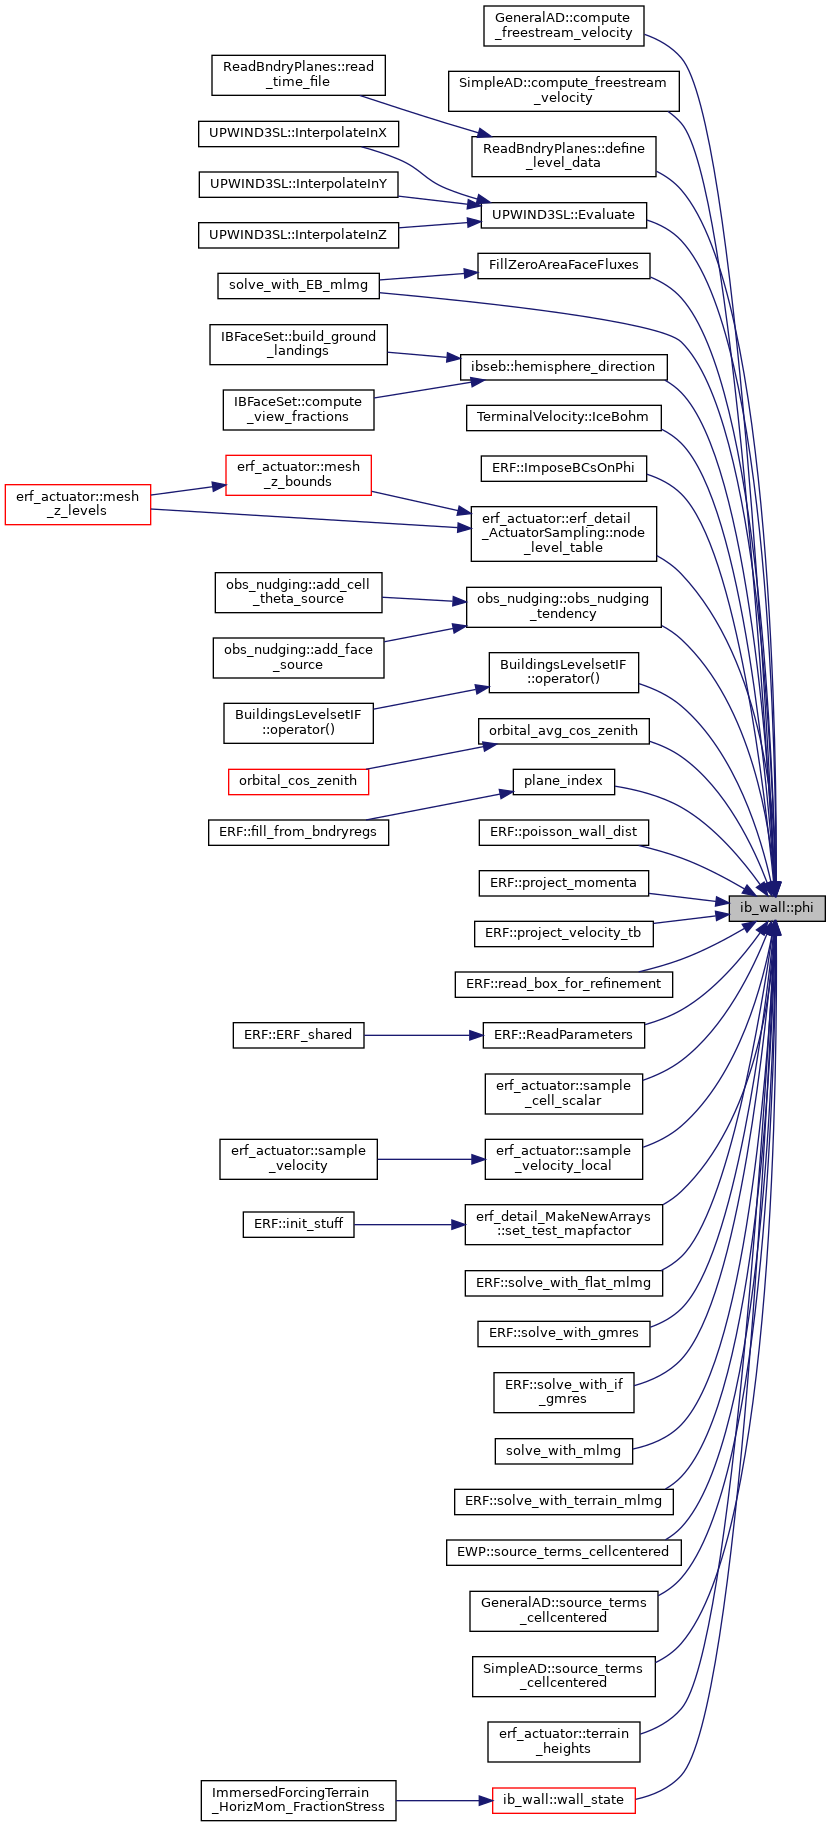 GeneralAD::compute
_freestream_velocity
ReadBndryPlanes::read
_time_file
SimpleAD::compute_freestream
_velocity
UPWIND3SL::InterpolateInX
ReadBndryPlanes::define
_level_data
UPWIND3SL::InterpolateInY
UPWIND3SL::Evaluate
UPWIND3SL::InterpolateInZ
FillZeroAreaFaceFluxes
solve_with_EB_mlmg
IBFaceSet::build_ground
_landings
ibseb::hemisphere_direction
IBFaceSet::compute
_view_fractions
TerminalVelocity::IceBohm
ERF::ImposeBCsOnPhi
erf_actuator::mesh
_z_bounds
erf_actuator::mesh
_z_levels
erf_actuator::erf_detail
_ActuatorSampling::node
_level_table
obs_nudging::add_cell
_theta_source
obs_nudging::obs_nudging
_tendency
obs_nudging::add_face
_source
BuildingsLevelsetIF
::operator()
BuildingsLevelsetIF
::operator()
orbital_avg_cos_zenith
orbital_cos_zenith
plane_index
ERF::fill_from_bndryregs
ERF::poisson_wall_dist
ERF::project_momenta
ib_wall::phi
ERF::project_velocity_tb
ERF::read_box_for_refinement
ERF::ERF_shared
ERF::ReadParameters
erf_actuator::sample
_cell_scalar
erf_actuator::sample
_velocity
erf_actuator::sample
_velocity_local
ERF::init_stuff
erf_detail_MakeNewArrays
::set_test_mapfactor
ERF::solve_with_flat_mlmg
ERF::solve_with_gmres
ERF::solve_with_if
_gmres
solve_with_mlmg
ERF::solve_with_terrain_mlmg
EWP::source_terms_cellcentered
GeneralAD::source_terms
_cellcentered
SimpleAD::source_terms
_cellcentered
erf_actuator::terrain
_heights
ImmersedForcingTerrain
_HorizMom_FractionStress
ib_wall::wall_state